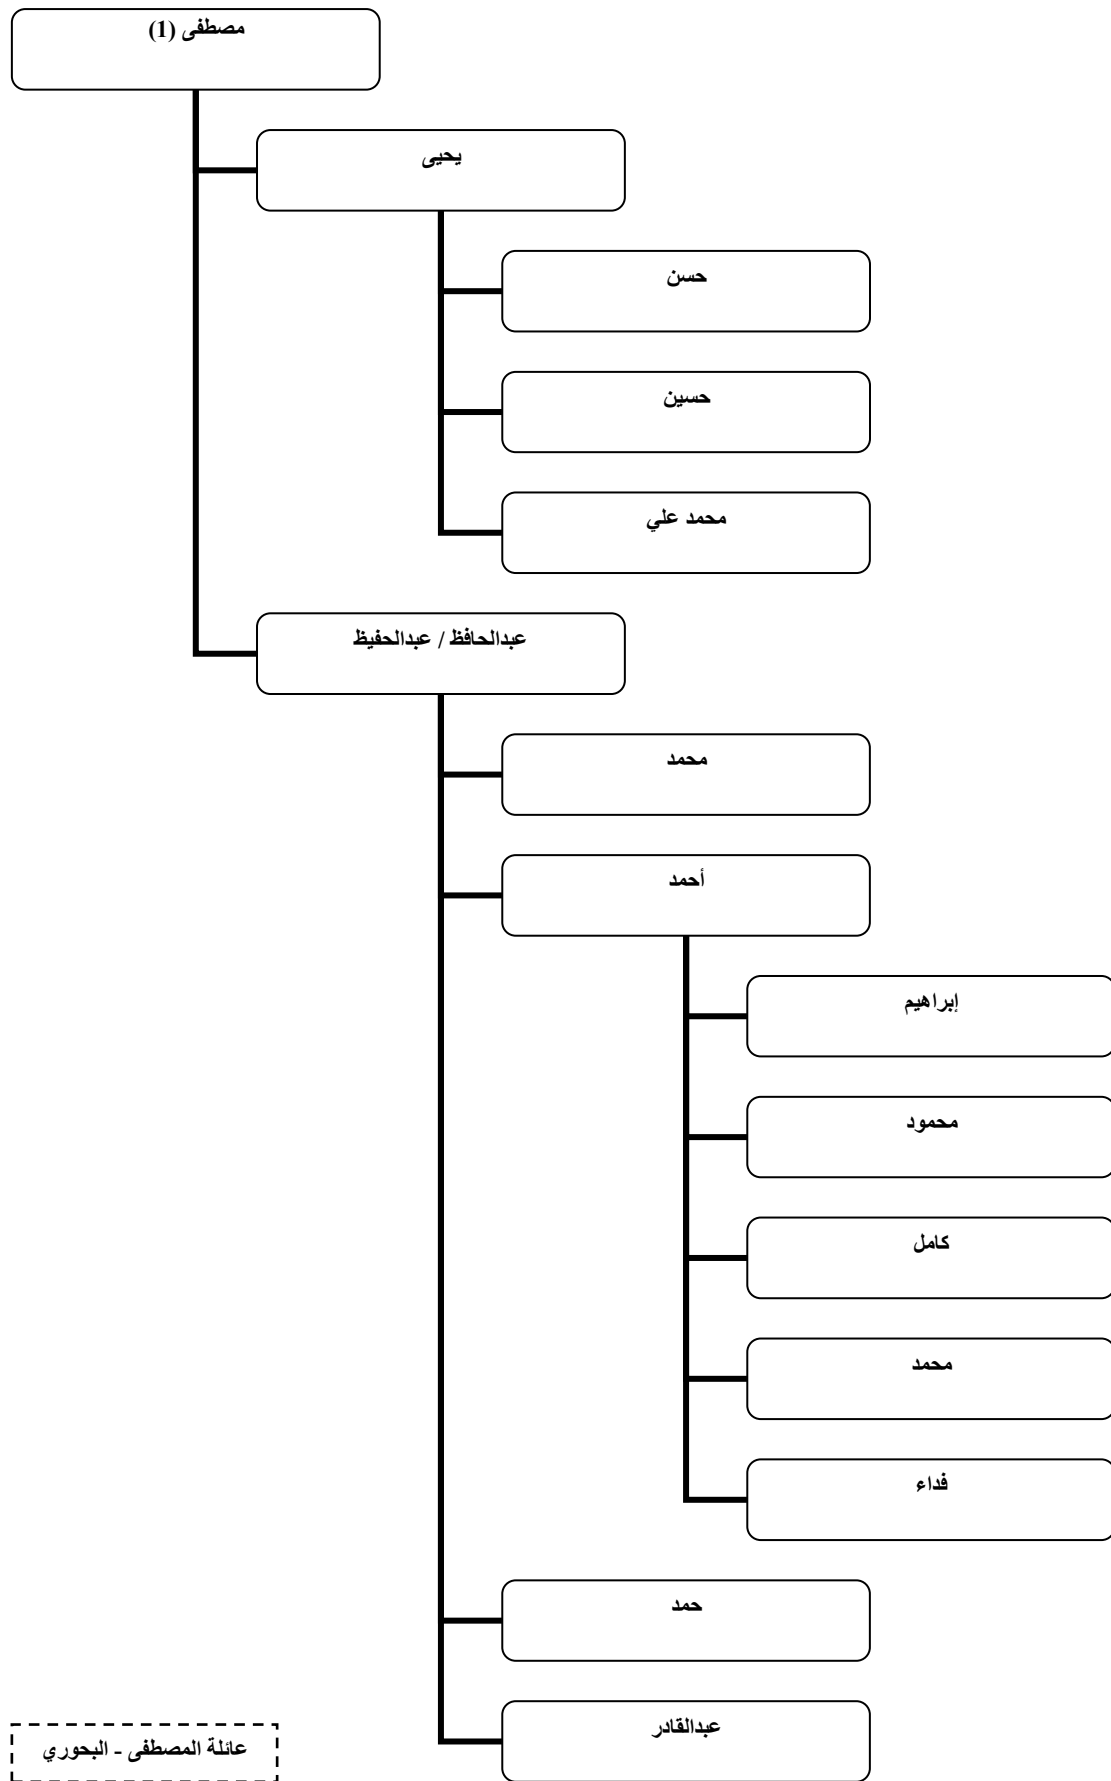 مصطفى (1)
يحيى
حسن
حسين
محمد علي
عبدالحافظ / عبدالحفيظ
محمد
أحمد
إبراهيم
محمود
كامل
محمد
فداء
حمد
عبدالقادر
عائلة المصطفى - البحوري